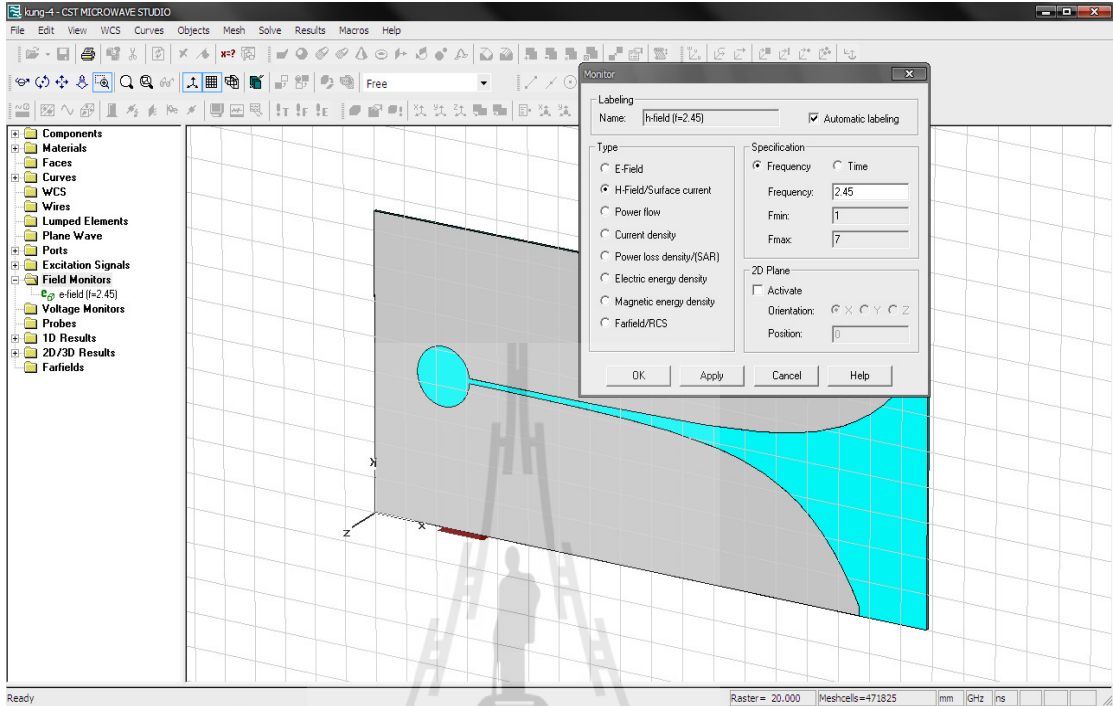 kung-4 - CST MICROWAVE STUDIO
File Edit View WCS Curves Objects Mesh Solve Results Macros Help
x=?
Free
Components
Materials
Faces
Curves
WCS
Wires
Lumped Elements
Plane Wave
Ports
Excitation Signals
Field Monitors
e-field (f=2.45)
Voltage Monitors
Probes
1D Results
2D/3D Results
Farfields
Monitor
Labeling
Name: h-field (f=2.45) Automatic labeling
Type
E-Field
H-Field/Surface current
Power flow
Current density
Power loss density/(SAR)
Electric energy density
Magnetic energy density
Farfield/RCS
Specification
Frequency Time
Frequency: 2.45
Fmin: 1
Fmax: 7
2D Plane
Activate
Orientation: X Y Z
Position: 0
OK Apply Cancel Help
z
x
Ready Raster= 20.000 Meshcells=471825 mm GHz ns